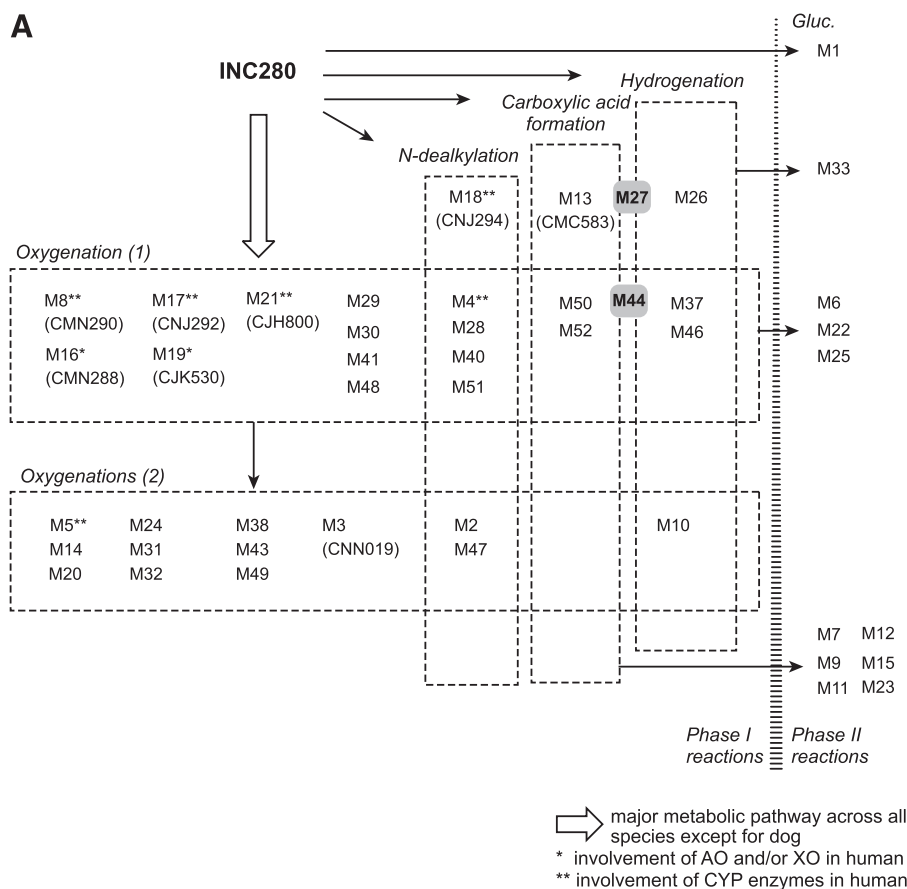 A
Gluc.
M1
INC280
Hydrogenation
Carboxylic acid
formation
N-dealkylation
M33
M18**
(CNJ294)
M13
(CMC583)
M27
M26
Oxygenation (1)
M8**
(CMN290)
M17**
(CNJ292)
M21**
(CJH800)
M16*
(CMN288)
M19*
(CJK530)
M29
M30
M41
M48
M4**
M28
M40
M51
M50
M52
M44
M37
M46
M6
M22
M25
Oxygenations (2)
M5**
M14
M20
M24
M31
M32
M38
M43
M49
M3
(CNN019)
M2
M47
M10
M7 M12
M9 M15
M11 M23
Phase I
reactions
Phase II
reactions
major metabolic pathway across all
species except for dog
* involvement of AO and/or XO in human
** involvement of CYP enzymes in human